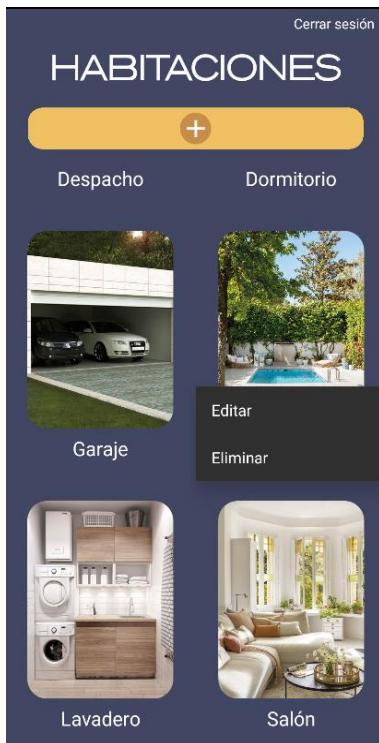 Cerrar sesión
HABITACIONES
+
Despacho
Dormitorio
Editar
Garaje
Eliminar
Lavadero
Salón